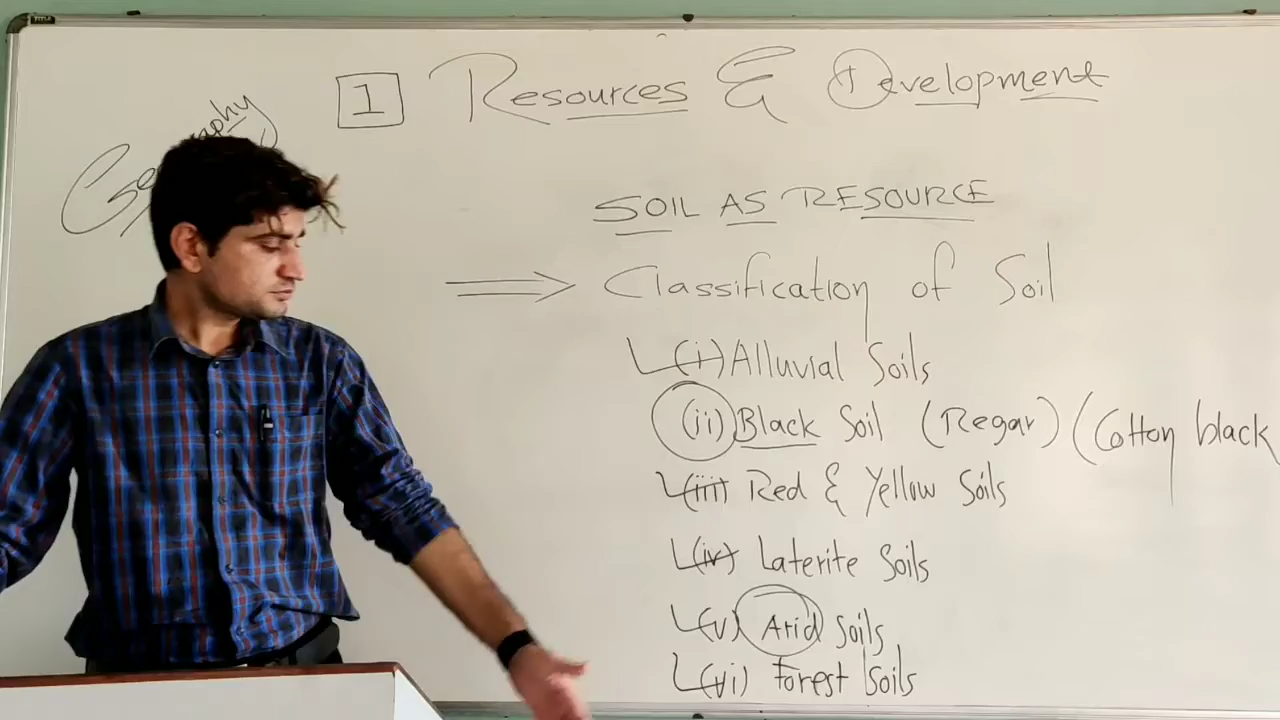 1 Resources & Development
SOIL AS RESOURCE
⟹ Classification of Soil
(i) Alluvial Soils
(ii) Black Soil (Regar) (Cotton black
(iii) Red & Yellow Soils
(iv) Laterite Soils
(v) Arid Soils
(vi) Forest Soils